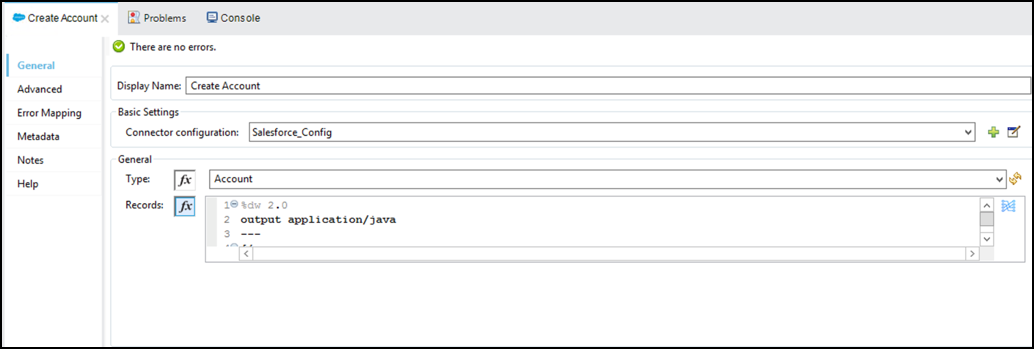 Create Account Problems Console
There are no errors.
General
Advanced
Error Mapping
Metadata
Notes
Help
Display Name: Create Account
Basic Settings
Connector configuration: Salesforce_Config
General
Type: fx Account
Records: fx
1 %dw 2.0
2 output application/java
3 ---